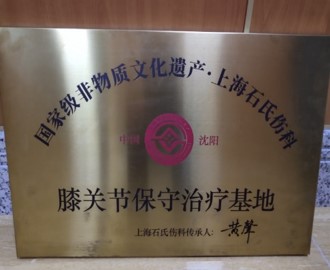 国家级非物质文化遗产·上海石氏伤科
中国 沈阳
膝关节保守治疗基地
上海石氏伤科传承人: